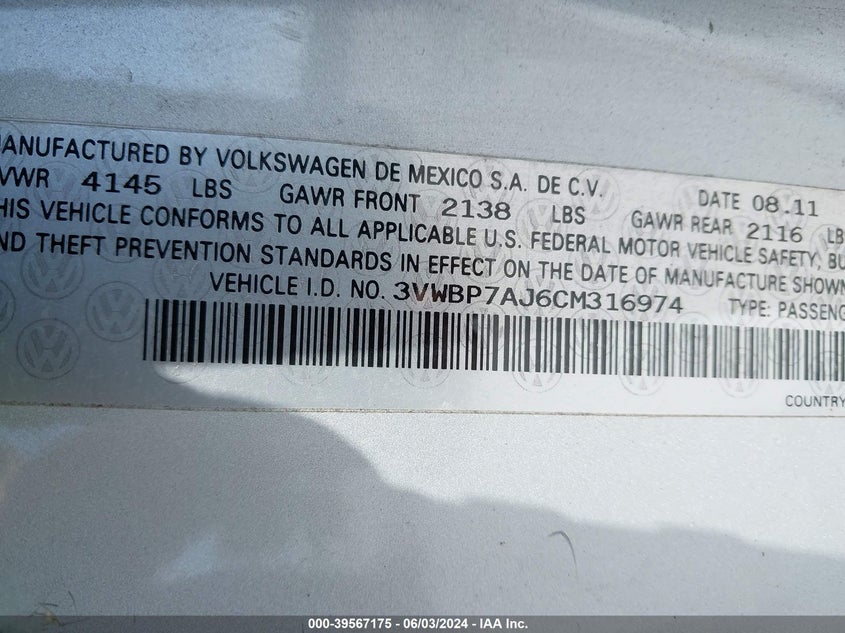 MANUFACTURED BY VOLKSWAGEN DE MEXICO S.A. DE C.V. DATE 08.11
VWR 4145 LBS GAWR FRONT 2138 LBS GAWR REAR 2116 LB
HIS VEHICLE CONFORMS TO ALL APPLICABLE U.S. FEDERAL MOTOR VEHICLE SAFETY, BU
ND THEFT PREVENTION STANDARDS IN EFFECT ON THE DATE OF MANUFACTURE SHOWN
VEHICLE I.D. NO. 3VWBP7AJ6CM316974 TYPE: PASSENG
COUNTRY
000-39567175 | 06/03/2024 - IAA Inc.